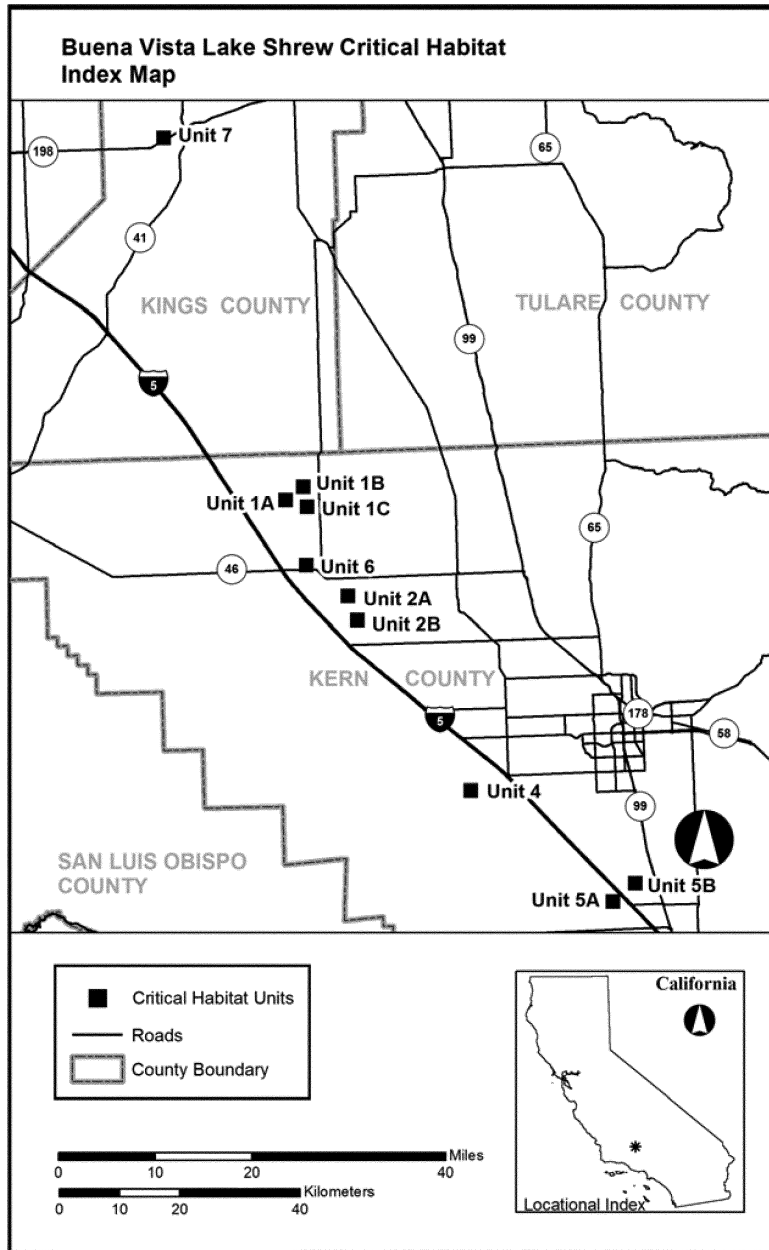 Buena Vista Lake Shrew Critical Habitat
Index Map
Unit 7
198
65
41
KINGS COUNTY
TULARE COUNTY
99
5
Unit 1B
Unit 1A
Unit 1C
65
46
Unit 6
Unit 2A
Unit 2B
KERN COUNTY
5
178
58
Unit 4
99
SAN LUIS OBISPO
COUNTY
Unit 5B
Unit 5A
Critical Habitat Units
Roads
County Boundary
California
Locational Index
Miles
0 10 20 40
Kilometers
0 10 20 40